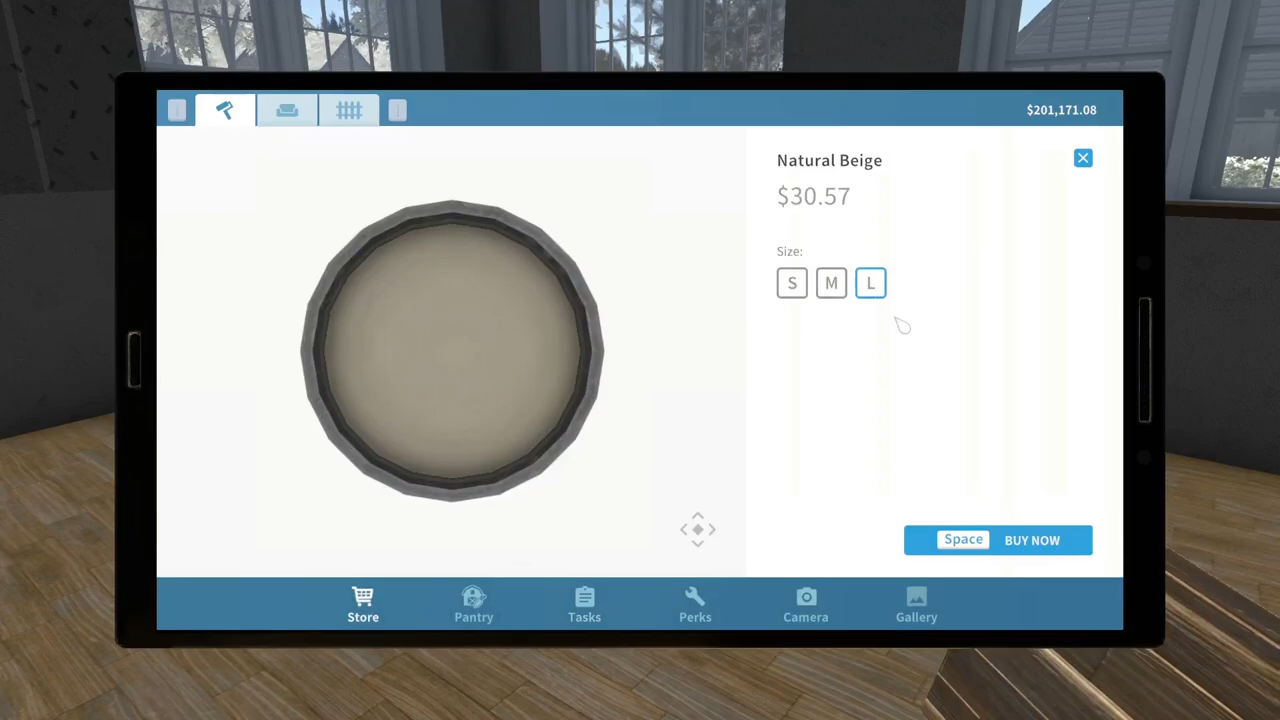 $201,171.08
Natural Beige
$30.57
Size:
S M L
Space BUY NOW
Store Pantry Tasks Perks Camera Gallery